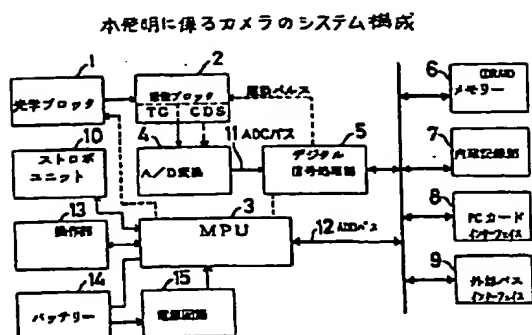 本発明に係るカメラのシステム構成
1
光学ブロック
2
撮像ブロック
TG CDS
駆動パルス
4
A/D変換
11 ADCバス
5
デジタル
信号処理部
6
メモリー
7
内蔵記録部
8
PCカード
インターフェイス
9
外部バス
インターフェイス
10
ストロボ
ユニット
3
MPU
12
バス
13
操作部
14
バッテリー
15
電源回路